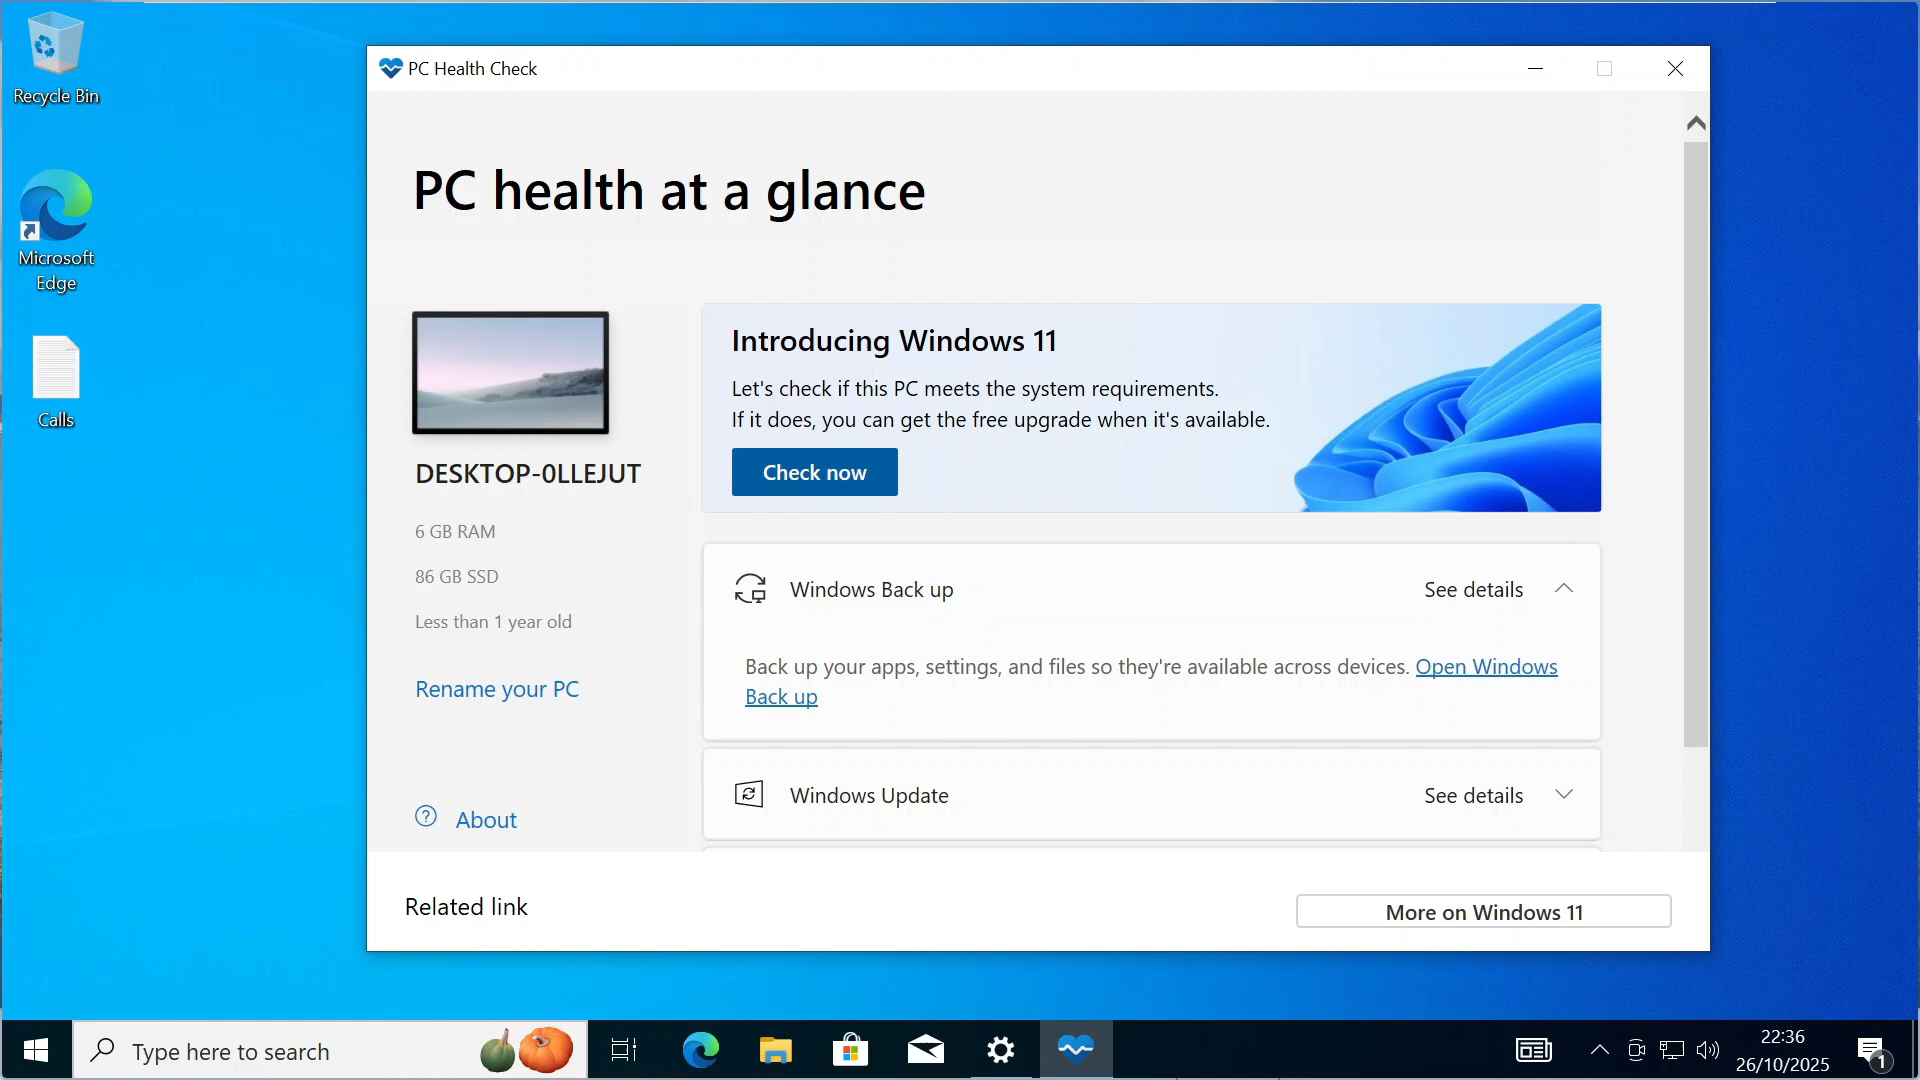 Recycle Bin
Microsoft
Edge
Calls
PC Health Check
PC health at a glance
DESKTOP-0LLEJUT
6 GB RAM
86 GB SSD
Less than 1 year old
Rename your PC
About
Introducing Windows 11
Let's check if this PC meets the system requirements.
If it does, you can get the free upgrade when it's available.
Check now
Windows Back up
See details
Back up your apps, settings, and files so they're available across devices. Open Windows
Back up
Windows Update
See details
Related link
More on Windows 11
Type here to search
22:36
26/10/2025
1